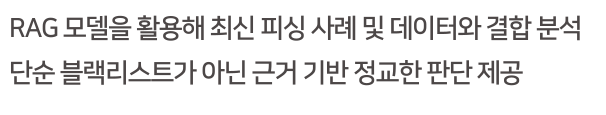 RAG 모델을 활용해 최신 피싱 사례 및 데이터와 결합 분석
단순 블랙리스트가 아닌 근거 기반 정교한 판단 제공